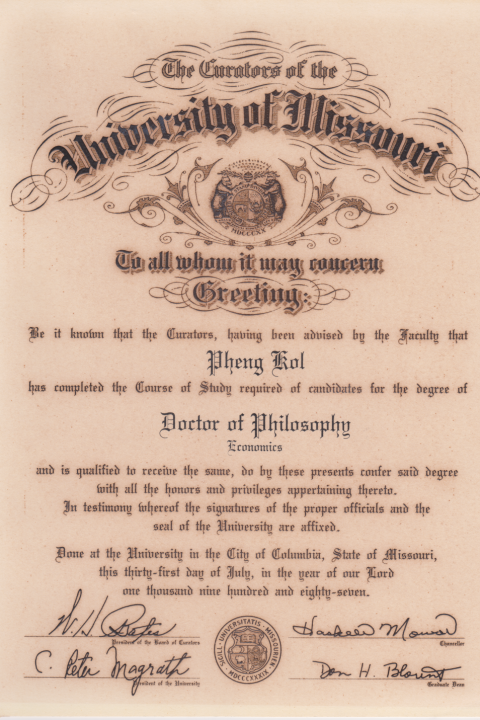 The Curators of the
University of Missouri
MDCCCXX
To all whom it may concern
Greeting:
Be it known that the Curators, having been advised by the Faculty that
Pheng Kol
has completed the Course of Study required of candidates for the degree of
Doctor of Philosophy
Economics
and is qualified to receive the same, do by these presents confer said degree
with all the honors and privileges appertaining thereto.
In testimony whereof the signatures of the proper officials and the
seal of the University are affixed.
Done at the University in the City of Columbia, State of Missouri,
this thirty-first day of July, in the year of our Lord
one thousand nine hundred and eighty-seven.
President of the Board of Curators
Haskell Monroe
Chancellor
C. Peter Magrath
President of the University
SIGILL · UNIVERSITATIS · MISSOURIEN
MDCCCXXXIX
Don H. Blount
Graduate Dean